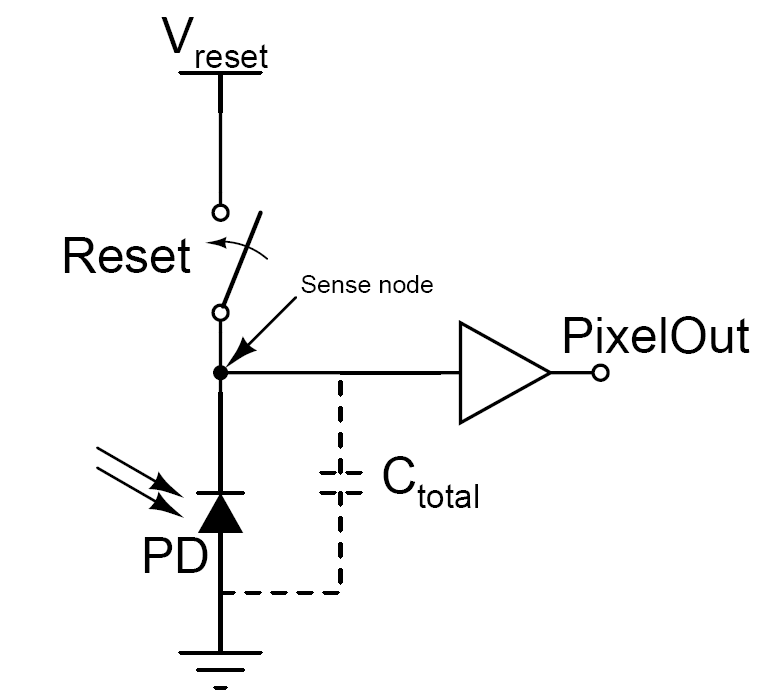 Vreset
Reset
Sense node
PixelOut
Ctotal
PD